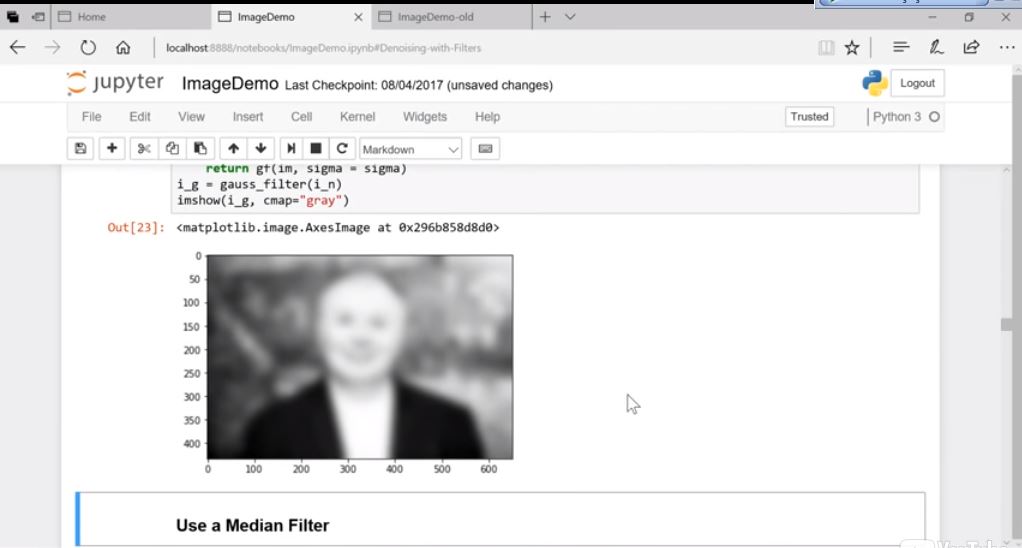 Home
ImageDemo
ImageDemo-old
localhost:8888/notebooks/ImageDemo.ipynb#Denoising-with-Filters
jupyter ImageDemo Last Checkpoint: 08/04/2017 (unsaved changes)
Logout
File Edit View Insert Cell Kernel Widgets Help
Trusted
Python 3
Markdown
return gf(im, sigma = sigma)
i_g = gauss_filter(i_n)
imshow(i_g, cmap="gray")
Out[23]: <matplotlib.image.AxesImage at 0x296b858d8d0>
0
50
100
150
200
250
300
350
400
0 100 200 300 400 500 600
Use a Median Filter